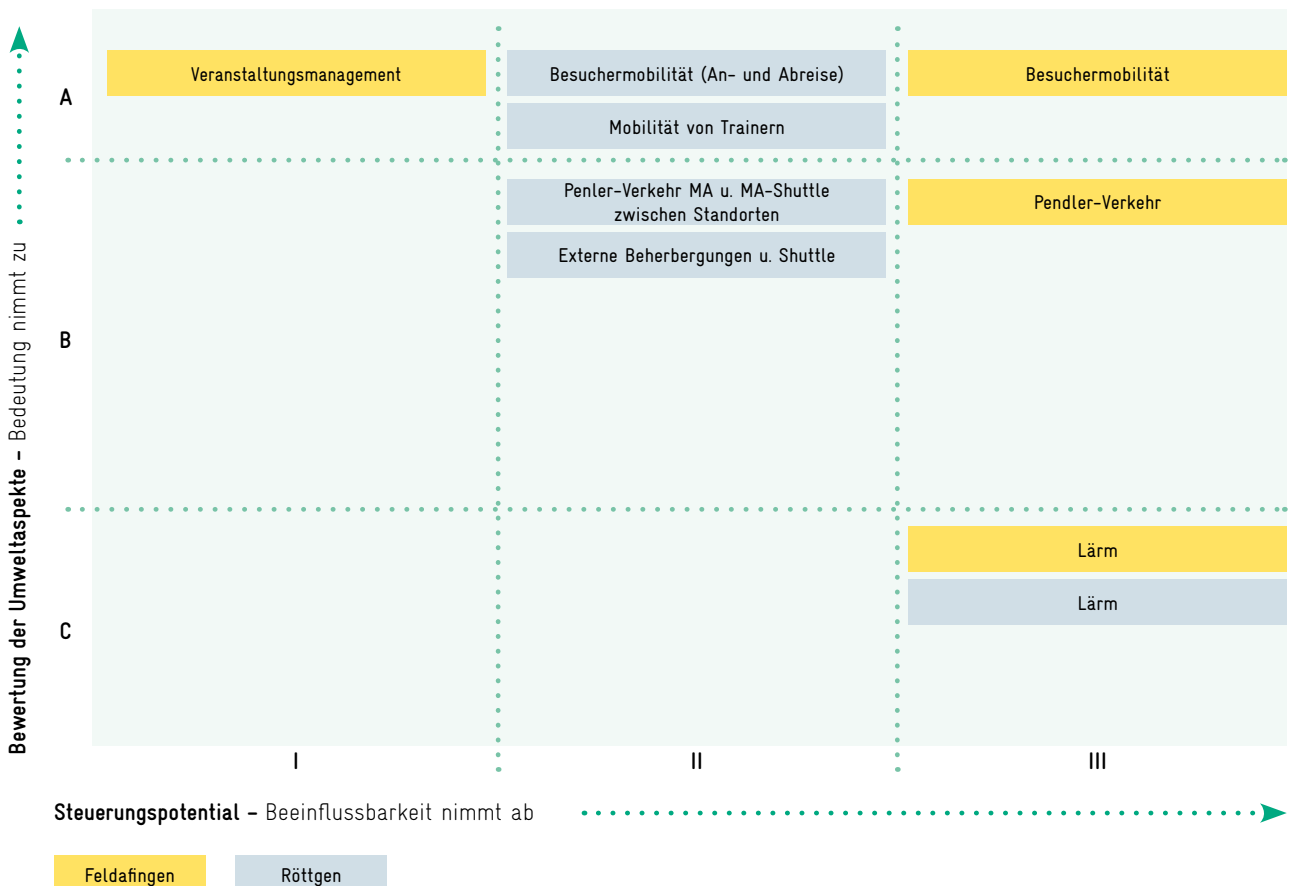 Bewertung der Umweltaspekte – Bedeutung nimmt zu
A
Veranstaltungsmanagement
Besuchermobilität (An- und Abreise)
Besuchermobilität
Mobilität von Trainern
B
Penler-Verkehr MA u. MA-Shuttle
zwischen Standorten
Pendler-Verkehr
Externe Beherbergungen u. Shuttle
C
Lärm
Lärm
I
II
III
Steuerungspotential – Beeinflussbarkeit nimmt ab
Feldafingen
Röttgen